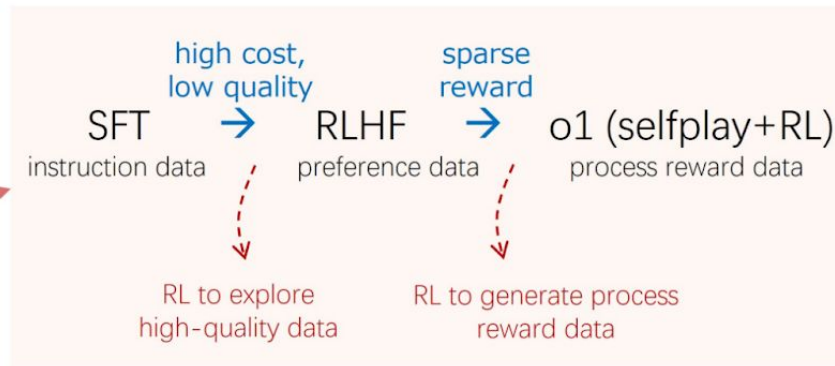 high cost,
low quality
sparse
reward
SFT → RLHF → o1 (selfplay+RL)
instruction data preference data process reward data
RL to explore
high-quality data
RL to generate process
reward data